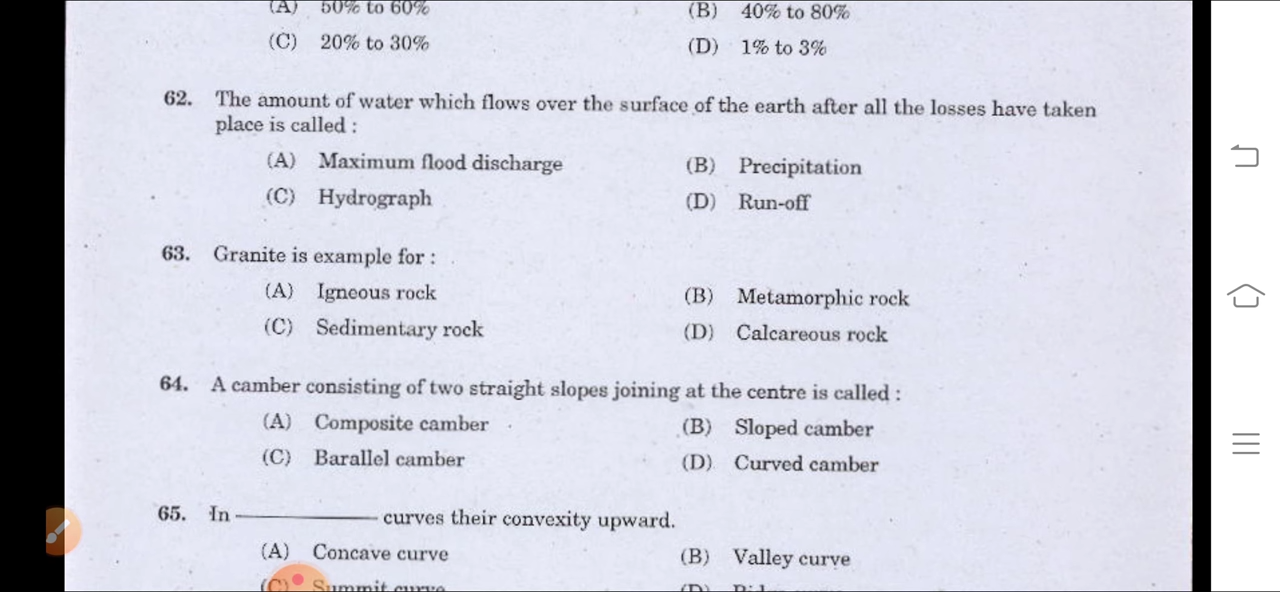 (A) 50% to 60% (B) 40% to 80%
(C) 20% to 30% (D) 1% to 3%
62. The amount of water which flows over the surface of the earth after all the losses have taken
place is called :
(A) Maximum flood discharge (B) Precipitation
(C) Hydrograph (D) Run-off
63. Granite is example for :
(A) Igneous rock (B) Metamorphic rock
(C) Sedimentary rock (D) Calcareous rock
64. A camber consisting of two straight slopes joining at the centre is called :
(A) Composite camber (B) Sloped camber
(C) Barallel camber (D) Curved camber
65. In ———— curves their convexity upward.
(A) Concave curve (B) Valley curve
(C) Summit curve (D)